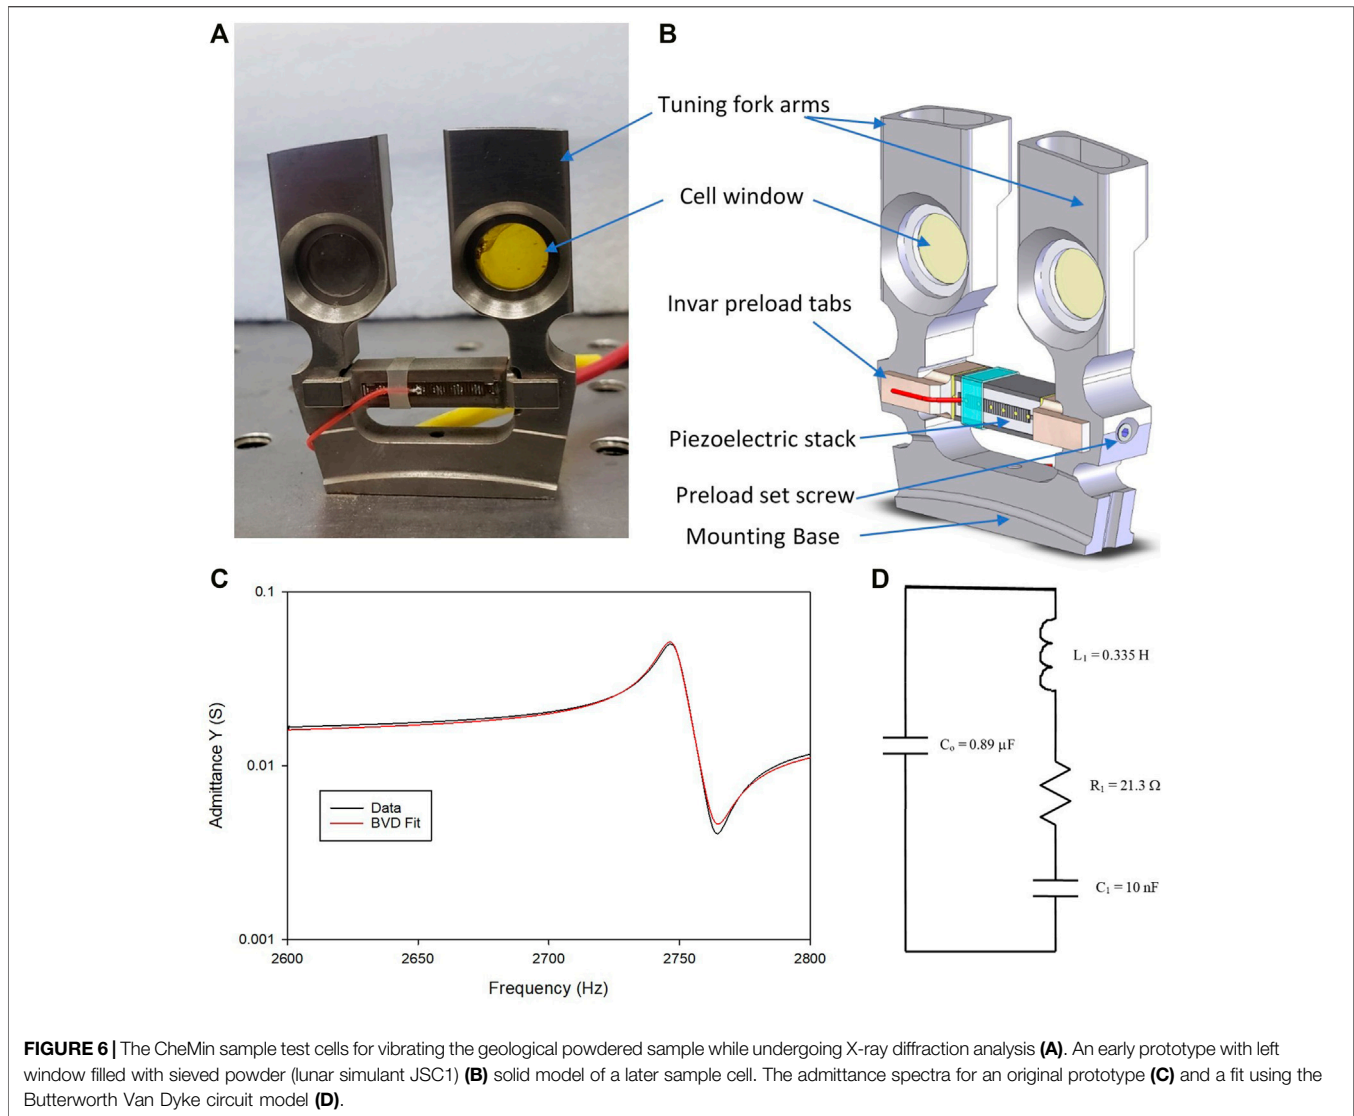 A
B
Tuning fork arms
Cell window
Invar preload tabs
Piezoelectric stack
Preload set screw
Mounting Base
C
D
0.1
0.01
0.001
Admittance Y (S)
Data
BVD Fit
2600
2650
2700
2750
2800
Frequency (Hz)
L₁ = 0.335 H
Cₒ = 0.89 µF
R₁ = 21.3 Ω
C₁ = 10 nF
FIGURE 6 | The CheMin sample test cells for vibrating the geological powdered sample while undergoing X-ray diffraction analysis (A). An early prototype with left
window filled with sieved powder (lunar simulant JSC1) (B) solid model of a later sample cell. The admittance spectra for an original prototype (C) and a fit using the
Butterworth Van Dyke circuit model (D).